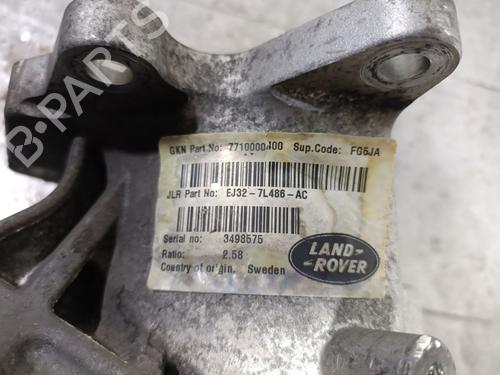 B-PARTS
GKN Part No: 7710000400 Sup.Code: FG5JA
JLR Part No: EJ32-7L486-AC
Serial no: 3498575
Ratio: 2.58
Country of origin. Sweden
LAND-
ROVER